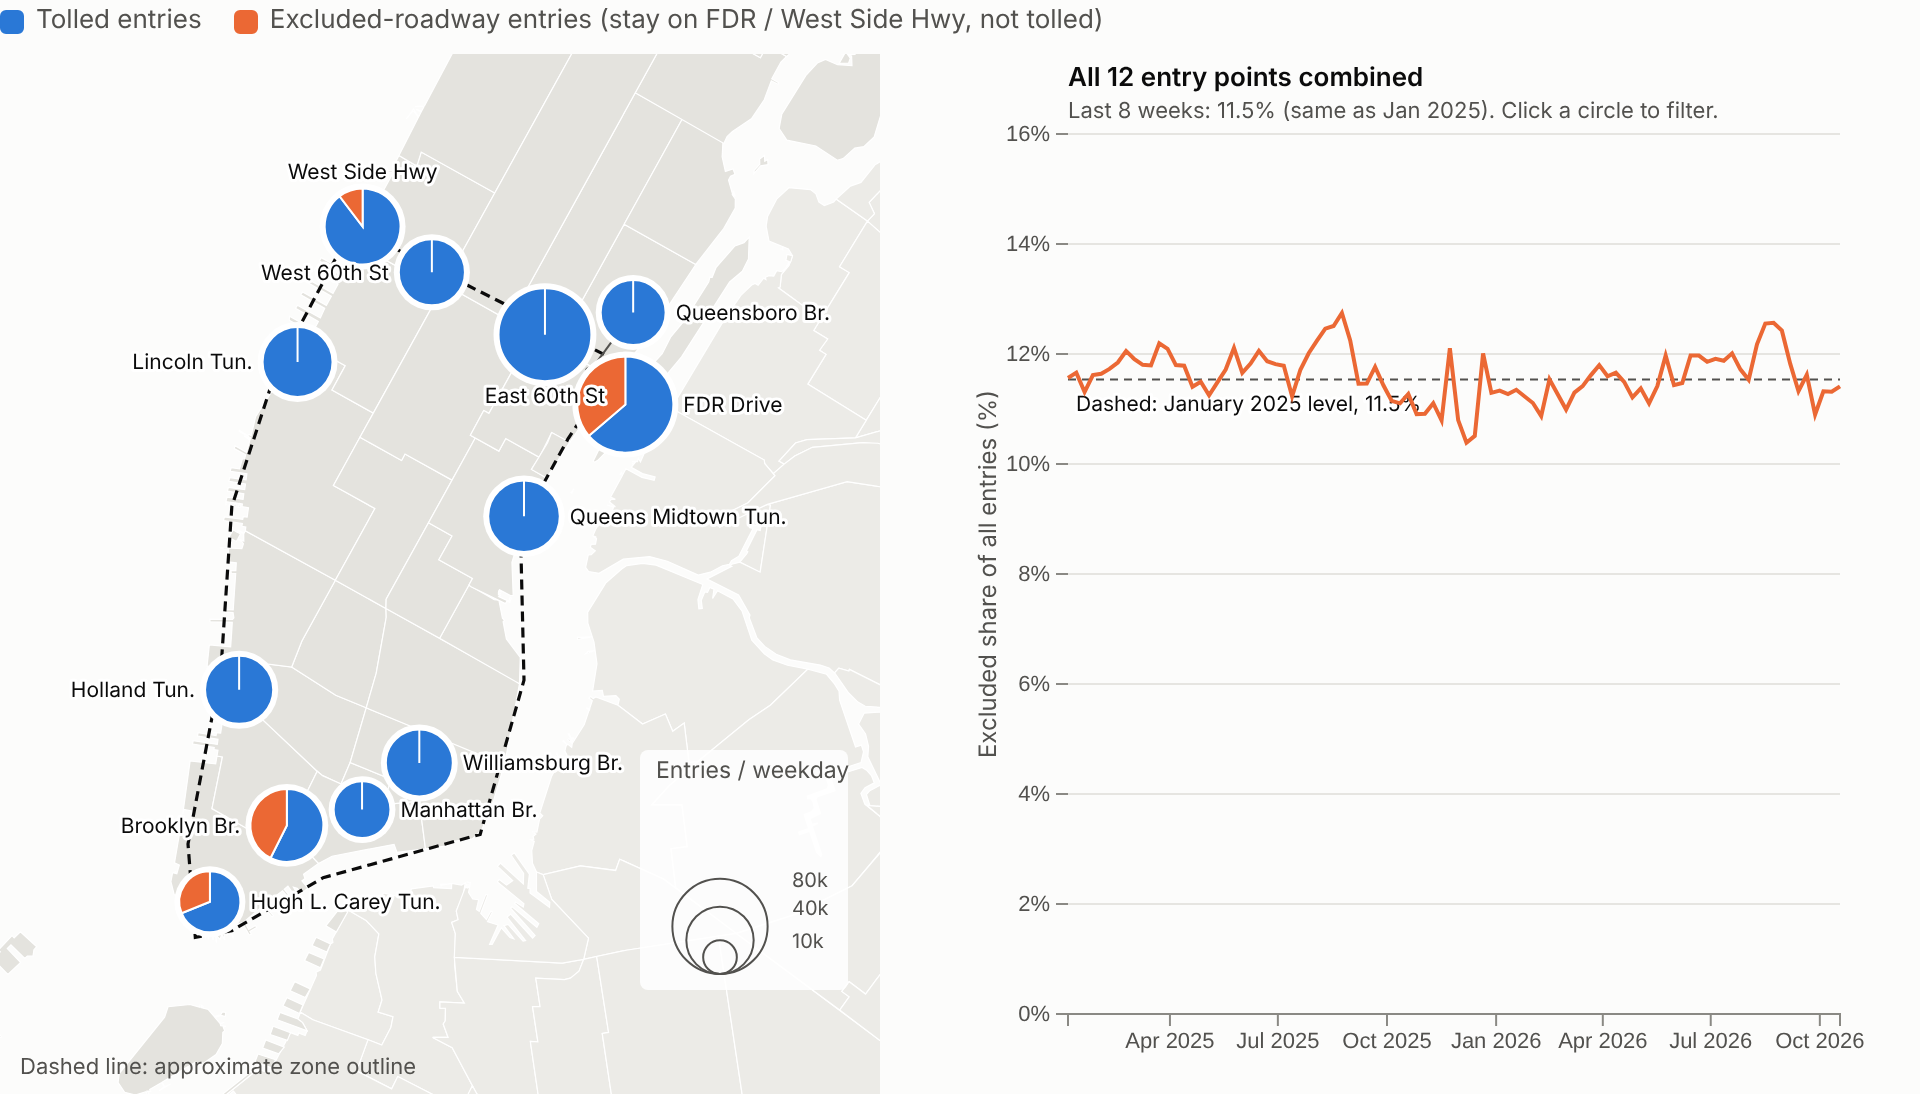 Tolled entries
Excluded-roadway entries (stay on FDR / West Side Hwy, not tolled)
West Side Hwy
West 60th St
Queensboro Br.
Lincoln Tun.
East 60th St
FDR Drive
Queens Midtown Tun.
Holland Tun.
Williamsburg Br.
Manhattan Br.
Brooklyn Br.
Hugh L. Carey Tun.
Entries / weekday
80k
40k
10k
Dashed line: approximate zone outline
All 12 entry points combined
Last 8 weeks: 11.5% (same as Jan 2025). Click a circle to filter.
Excluded share of all entries (%)
16%
14%
12%
10%
8%
6%
4%
2%
0%
Dashed: January 2025 level, 11.5%
Apr 2025
Jul 2025
Oct 2025
Jan 2026
Apr 2026
Jul 2026
Oct 2026